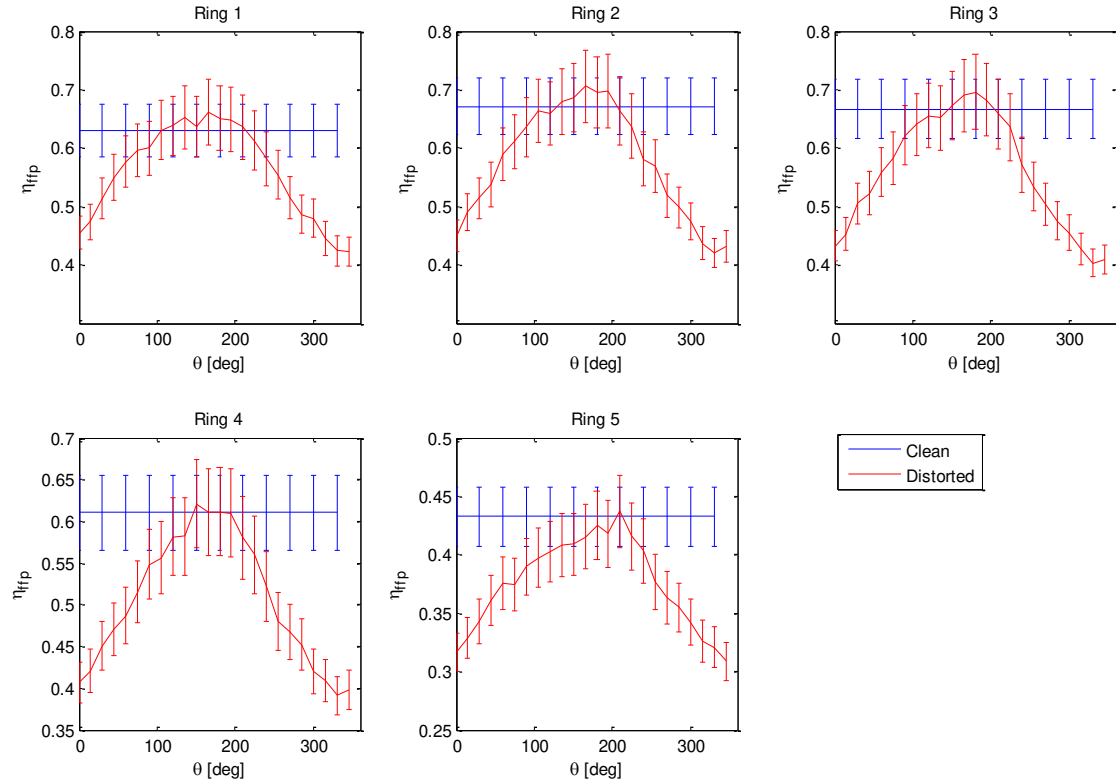 Ring 1
Ring 2
Ring 3
0.8
0.7
0.6
0.5
0.4
η_ffp
0 100 200 300
θ [deg]
0.8
0.7
0.6
0.5
0.4
η_ffp
0 100 200 300
θ [deg]
0.8
0.7
0.6
0.5
0.4
η_ffp
0 100 200 300
θ [deg]
Ring 4
0.7
0.65
0.6
0.55
0.5
0.45
0.4
0.35
η_ffp
0 100 200 300
θ [deg]
Ring 5
0.5
0.45
0.4
0.35
0.3
0.25
η_ffp
0 100 200 300
θ [deg]
Clean
Distorted